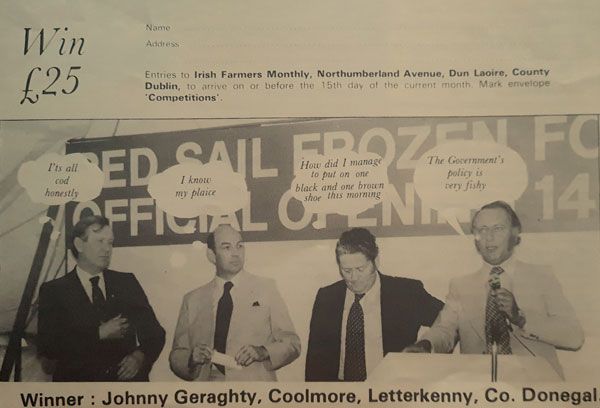 Win
£25
Name
Address
Entries to Irish Farmers Monthly, Northumberland Avenue, Dun Laoire, County
Dublin, to arrive on or before the 15th day of the current month. Mark envelope
'Competitions'.
RED SAIL FROZEN FO
OFFICIAL OPENI 14
I'ts all
cod
honestly
I know
my plaice
How did I manage
to put on one
black and one brown
shoe this morning
The Government's
policy is
very fishy
Winner : Johnny Geraghty, Coolmore, Letterkenny, Co. Donegal.